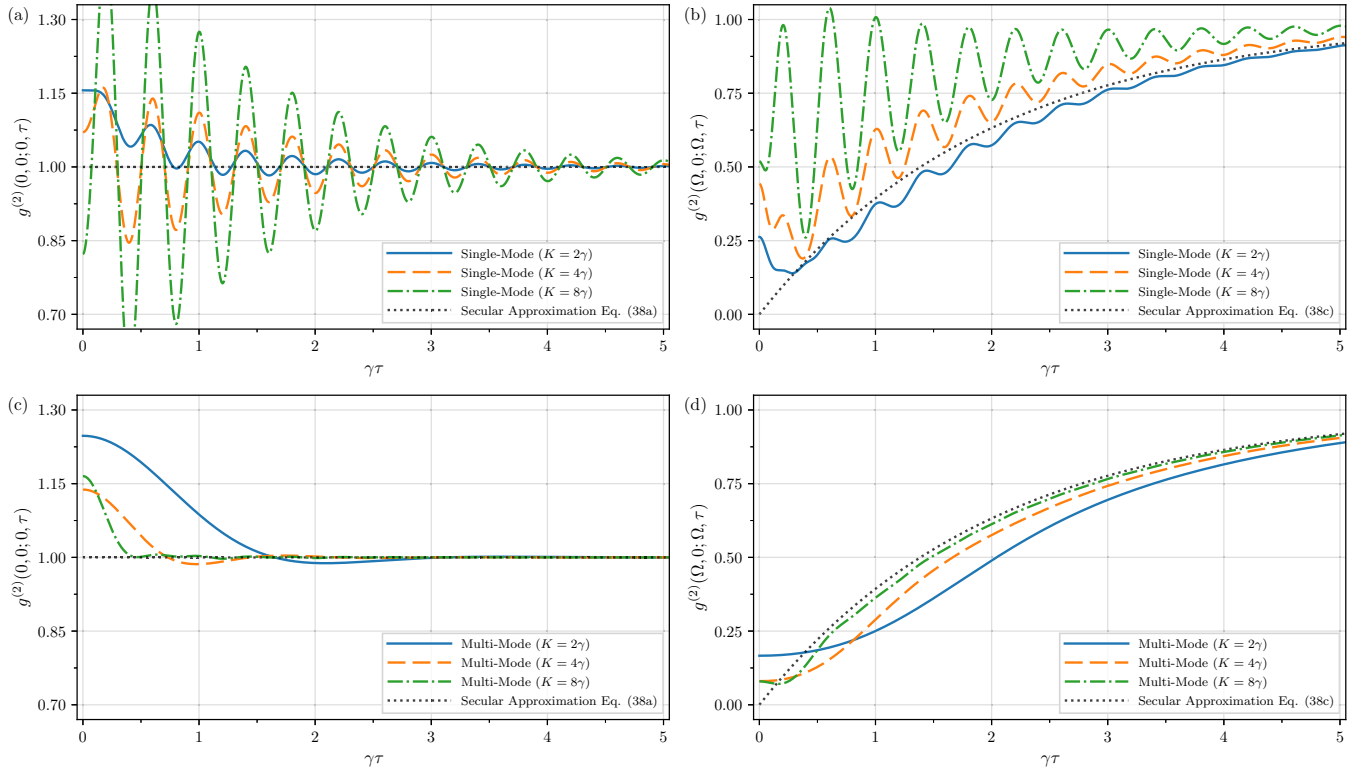 (a)
1.30
1.15
1.00
0.85
0.70
g^{(2)}(0, 0; 0, τ)
Single-Mode (K = 2γ)
Single-Mode (K = 4γ)
Single-Mode (K = 8γ)
Secular Approximation Eq. (38a)
0 1 2 3 4 5
γτ
(b)
1.00
0.75
0.50
0.25
0.00
g^{(2)}(Ω, 0; Ω, τ)
Single-Mode (K = 2γ)
Single-Mode (K = 4γ)
Single-Mode (K = 8γ)
Secular Approximation Eq. (38c)
0 1 2 3 4 5
γτ
(c)
1.30
1.15
1.00
0.85
0.70
g^{(2)}(0, 0; 0, τ)
Multi-Mode (K = 2γ)
Multi-Mode (K = 4γ)
Multi-Mode (K = 8γ)
Secular Approximation Eq. (38a)
0 1 2 3 4 5
γτ
(d)
1.00
0.75
0.50
0.25
0.00
g^{(2)}(Ω, 0; Ω, τ)
Multi-Mode (K = 2γ)
Multi-Mode (K = 4γ)
Multi-Mode (K = 8γ)
Secular Approximation Eq. (38c)
0 1 2 3 4 5
γτ